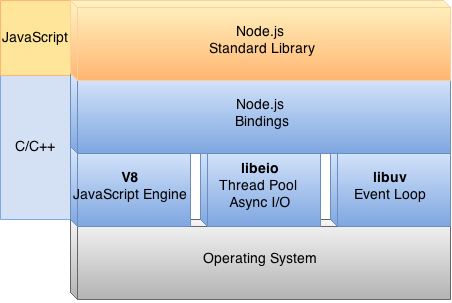 JavaScript
Node.js
Standard Library
C/C++
Node.js
Bindings
V8
JavaScript Engine
libeio
Thread Pool
Async I/O
libuv
Event Loop
Operating System